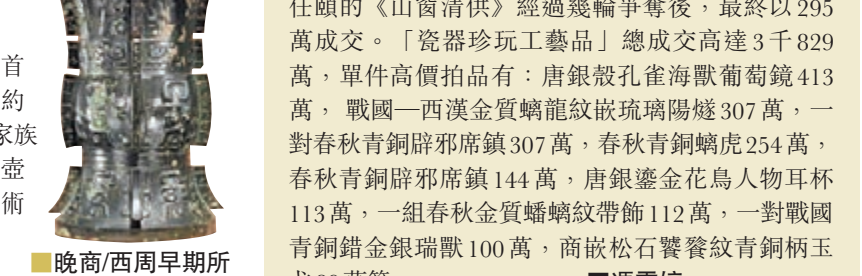 首
約
家族
壺
術
■晚商/西周早期所
仕頤的《山窗清供》經過幾輪爭奪後，最終以295
萬成交。「瓷器珍玩工藝品」總成交高達3千829
萬，單件高價拍品有：唐銀殼孔雀海獸葡萄鏡413
萬， 戰國—西漢金質螭龍紋嵌琉璃陽燧307萬，一
對春秋青銅辟邪席鎮307萬，春秋青銅螭虎254萬，
春秋青銅辟邪席鎮144萬，唐銀鎏金花鳥人物耳杯
113萬，一組春秋金質蟠螭紋帶飾112萬，一對戰國
青銅錯金銀瑞獸100萬，商嵌松石饕餮紋青銅柄玉